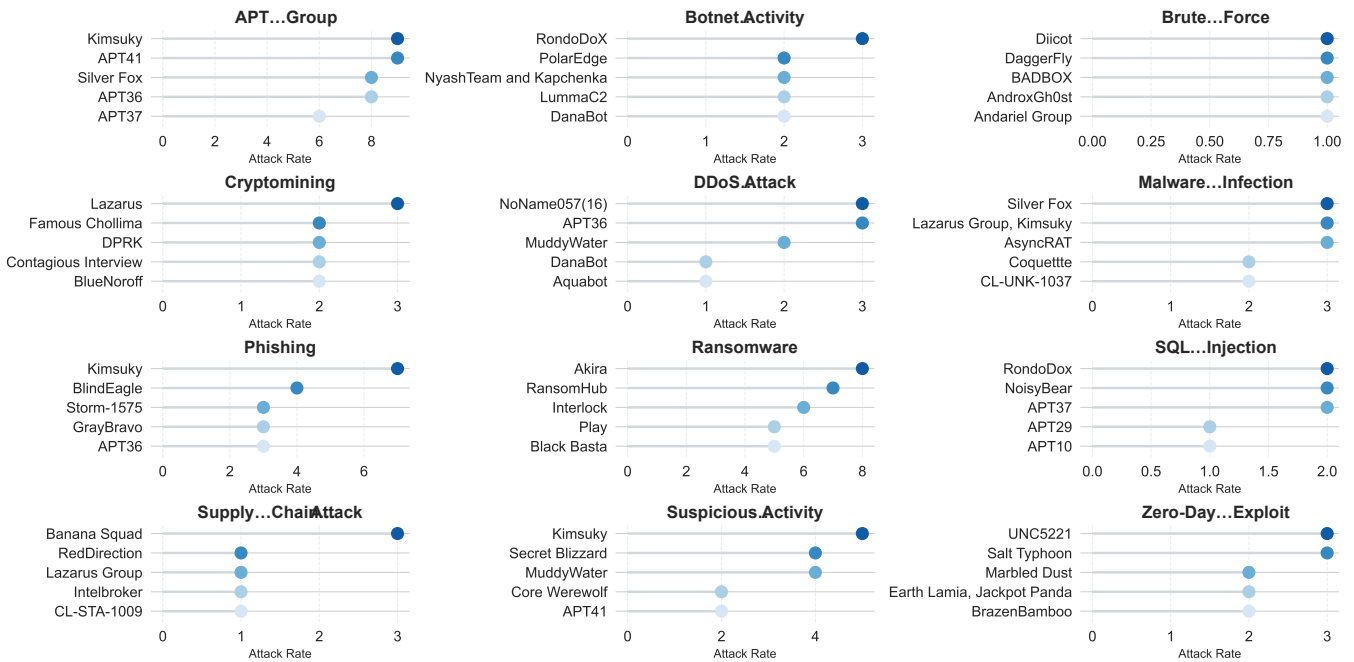 APT...Group
Kimsuky
APT41
Silver Fox
APT36
APT37
0 2 4 6 8
Attack Rate
Botnet.Activity
RondoDoX
PolarEdge
NyashTeam and Kapchenka
LummaC2
DanaBot
0 1 2 3
Attack Rate
Brute...Force
Diicot
DaggerFly
BADBOX
AndroxGh0st
Andariel Group
0.00 0.25 0.50 0.75 1.00
Attack Rate
Cryptomining
Lazarus
Famous Chollima
DPRK
Contagious Interview
BlueNoroff
0 1 2 3
Attack Rate
DDoS.Attack
NoName057(16)
APT36
MuddyWater
DanaBot
Aquabot
0 1 2 3
Attack Rate
Malware...Infection
Silver Fox
Lazarus Group, Kimsuky
AsyncRAT
Coquettte
CL-UNK-1037
0 1 2 3
Attack Rate
Phishing
Kimsuky
BlindEagle
Storm-1575
GrayBravo
APT36
0 2 4 6
Attack Rate
Ransomware
Akira
RansomHub
Interlock
Play
Black Basta
0 2 4 6 8
Attack Rate
SQL...Injection
RondoDox
NoisyBear
APT37
APT29
APT10
0.0 0.5 1.0 1.5 2.0
Attack Rate
Supply...Chain...Attack
Banana Squad
RedDirection
Lazarus Group
Intelbroker
CL-STA-1009
0 1 2 3
Attack Rate
Suspicious.Activity
Kimsuky
Secret Blizzard
MuddyWater
Core Werewolf
APT41
0 2 4
Attack Rate
Zero-Day...Exploit
UNC5221
Salt Typhoon
Marbled Dust
Earth Lamia, Jackpot Panda
BrazenBamboo
0 1 2 3
Attack Rate